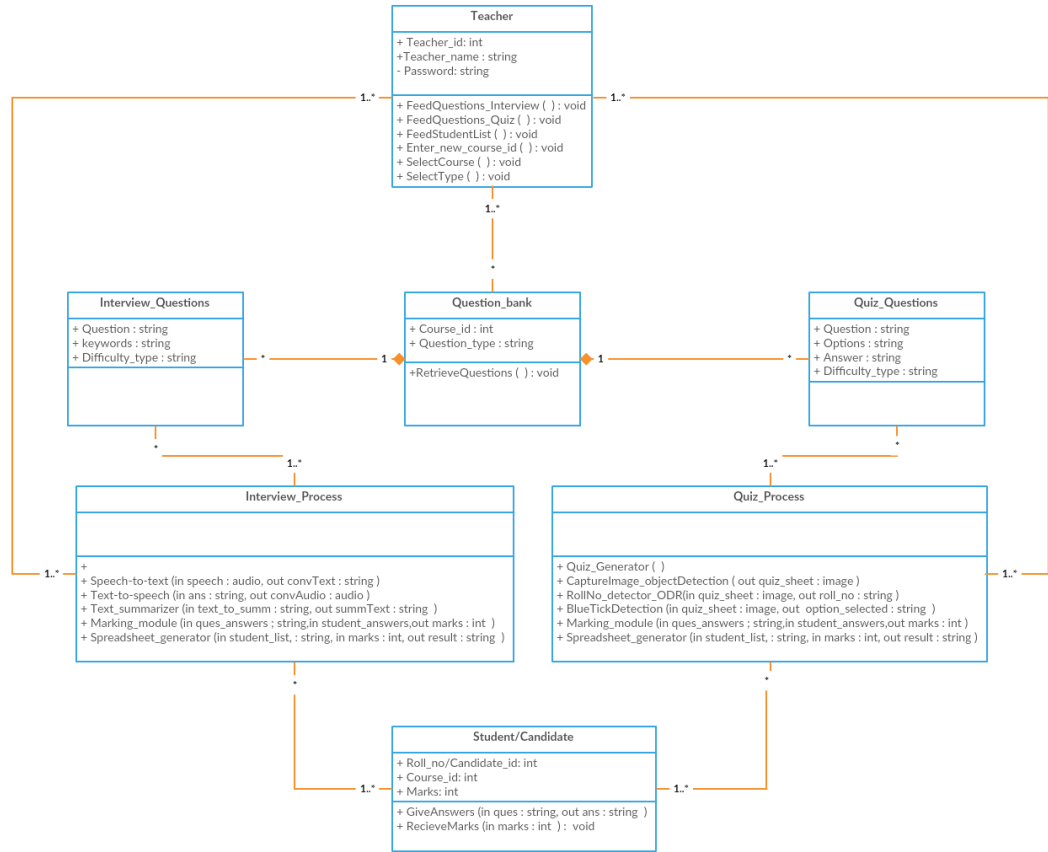 Teacher
+ Teacher_id: int
+Teacher_name : string
- Password: string
1..*
1..*
+ FeedQuestions_Interview ( ) : void
+ FeedQuestions_Quiz ( ) : void
+ FeedStudentList ( ) : void
+ Enter_new_course_id ( ) : void
+ SelectCourse ( ) : void
+ SelectType ( ) : void
1..*
*
Interview_Questions
+ Question : string
+ keywords : string
+ Difficulty_type : string
*
1
Question_bank
+ Course_id : int
+ Question_type : string
+RetrieveQuestions ( ) : void
1
*
Quiz_Questions
+ Question : string
+ Options : string
+ Answer : string
+ Difficulty_type : string
*
1..*
*
1..*
Interview_Process
+
+ Speech-to-text (in speech : audio, out convText : string )
+ Text-to-speech (in ans : string, out convAudio : audio )
+ Text_summarizer (in text_to_summ : string, out summText : string )
+ Marking_module (in ques_answers ; string,in student_answers,out marks : int )
+ Spreadsheet_generator (in student_list, : string, in marks : int, out result : string )
1..*
Quiz_Process
+ Quiz_Generator ( )
+ CaptureImage_objectDetection ( out quiz_sheet : image )
+ RollNo_detector_ODR(in quiz_sheet : image, out roll_no : string )
+ BlueTickDetection (in quiz_sheet : image, out option_selected : string )
+ Marking_module (in ques_answers ; string,in student_answers,out marks : int )
+ Spreadsheet_generator (in student_list, : string, in marks : int, out result : string )
1..*
*
*
Student/Candidate
+ Roll_no/Candidate_id: int
+ Course_id: int
+ Marks: int
1..*
1..*
+ GiveAnswers (in ques : string, out ans : string )
+ RecieveMarks (in marks : int ) : void